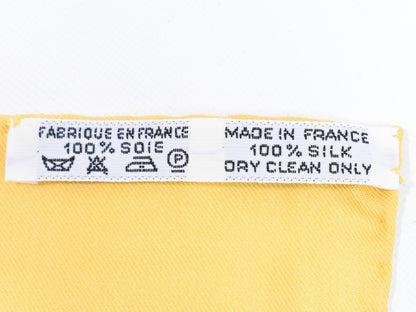 FABRIQUE EN FRANCE
100% SOIE
P
MADE IN FRANCE
100% SILK
DRY CLEAN ONLY